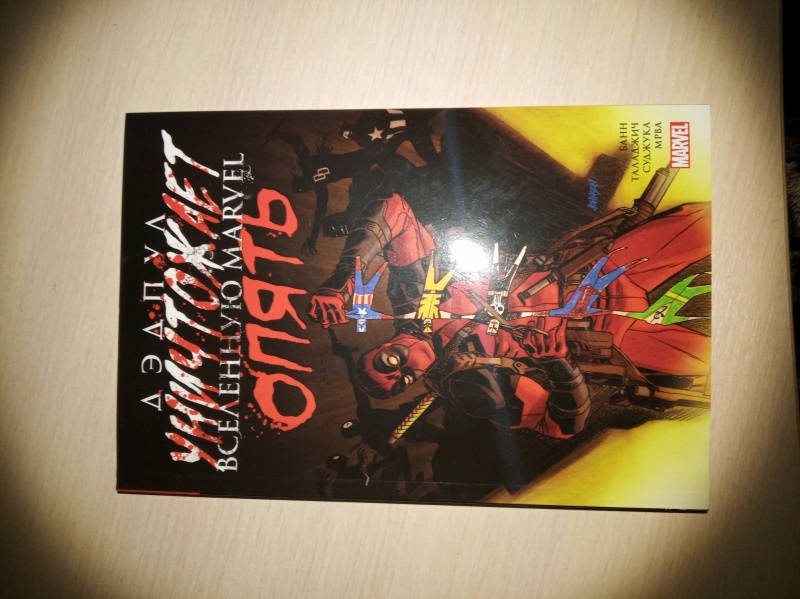 ДЭДПУЛ
УНИЧТОЖАЕТ
ВСЕЛЕННУЮ MARVEL
ОПЯТЬ
БАНН
ТАЛАДЖИЧ
СУДЖУКА
МРВА
MARVEL